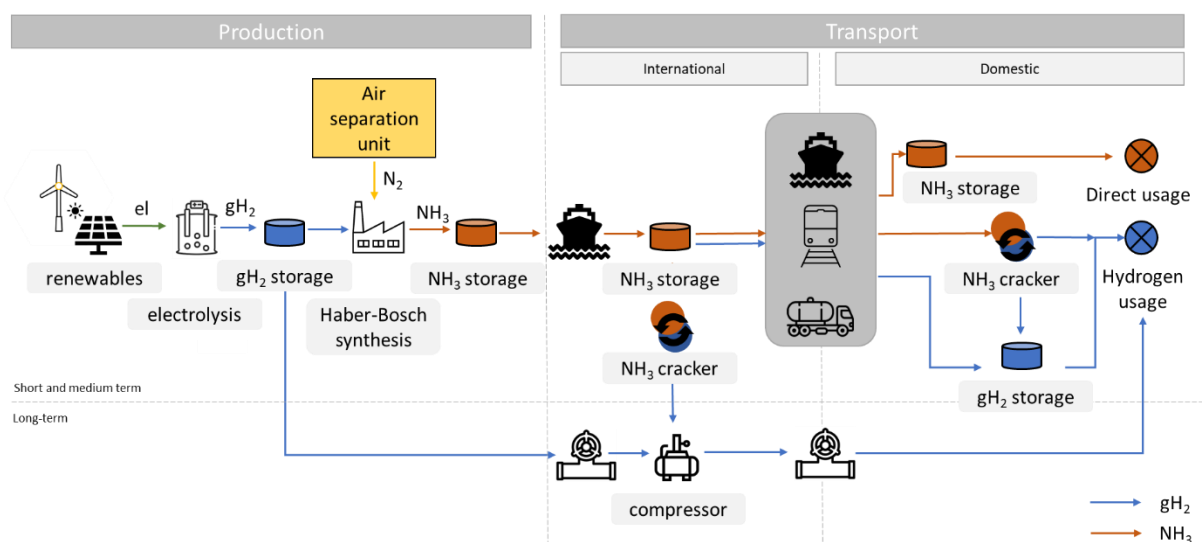 Production
Transport
International
Domestic
Air
separation
unit
N₂
el
gH₂
NH₃
renewables
electrolysis
gH₂ storage
Haber-Bosch
synthesis
NH₃ storage
NH₃ storage
NH₃ cracker
NH₃ storage
Direct usage
NH₃ cracker
Hydrogen
usage
gH₂ storage
Short and medium term
Long-term
compressor
gH₂
NH₃